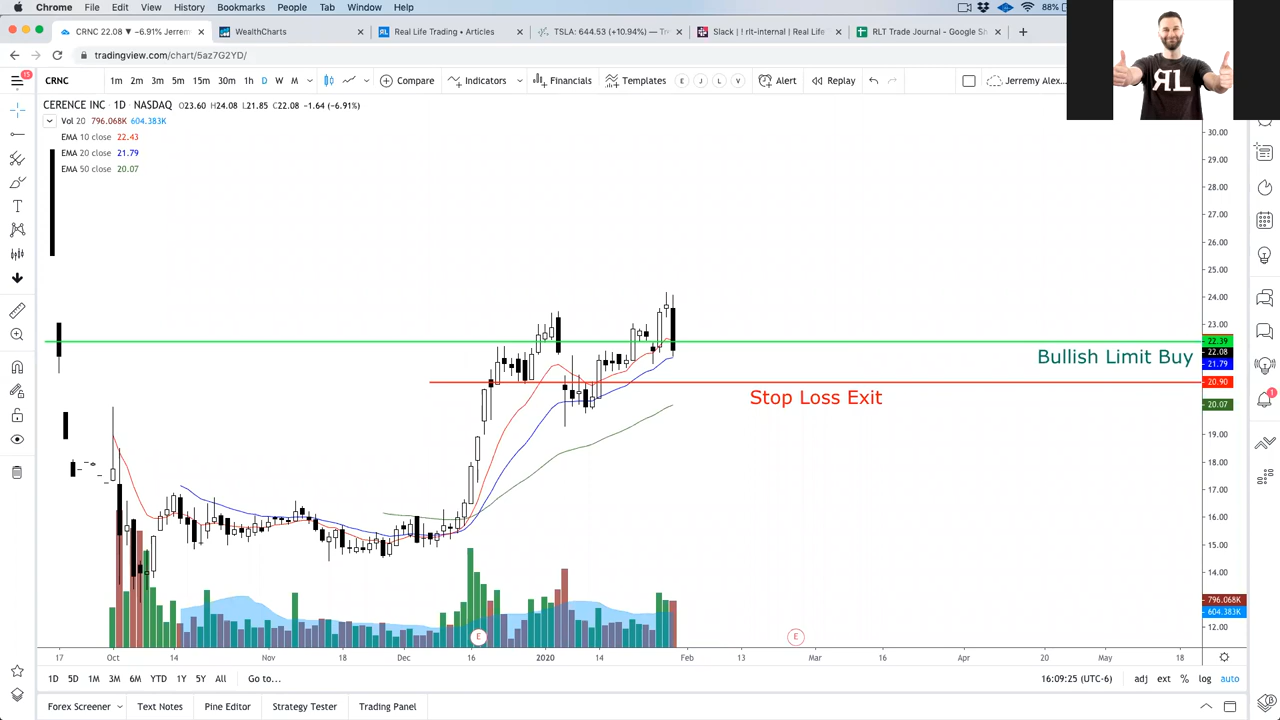 Chrome File Edit View History Bookmarks People Tab Window Help 88%
CRNC 22.08 ▼ −6.91% Jerrem × WealthCharts × Real Life Trading • Articles × TSLA: 644.53 (+10.94%) — Tr × Slack | ! rlt-internal | Real Life × RLT Trade Journal - Google Sh × +
tradingview.com/chart/5az7G2YD/
15 CRNC 1m 2m 3m 5m 15m 30m 1h D W M Compare Indicators Financials Templates E J A V Alert Replay Jeremy Alex...
ЯL
CERENCE INC · 1D · NASDAQ O23.60 H24.08 L21.85 C22.08 −1.64 (−6.91%)
Vol 20 796.068K 604.383K
EMA 10 close 22.43
EMA 20 close 21.79
EMA 50 close 20.07
30.00
29.00
28.00
27.00
26.00
25.00
24.00
23.00
22.39
22.08
Bullish Limit Buy
21.79
20.90
Stop Loss Exit
20.07
19.00
18.00
17.00
16.00
15.00
14.00
796.068K
604.383K
12.00
E E
17 Oct 14 Nov 18 Dec 16 2020 14 Feb 13 Mar 16 Apr 20 May 18
1D 5D 1M 3M 6M YTD 1Y 5Y All Go to... 16:09:25 (UTC-6) adj ext % log auto
Forex Screener Text Notes Pine Editor Strategy Tester Trading Panel